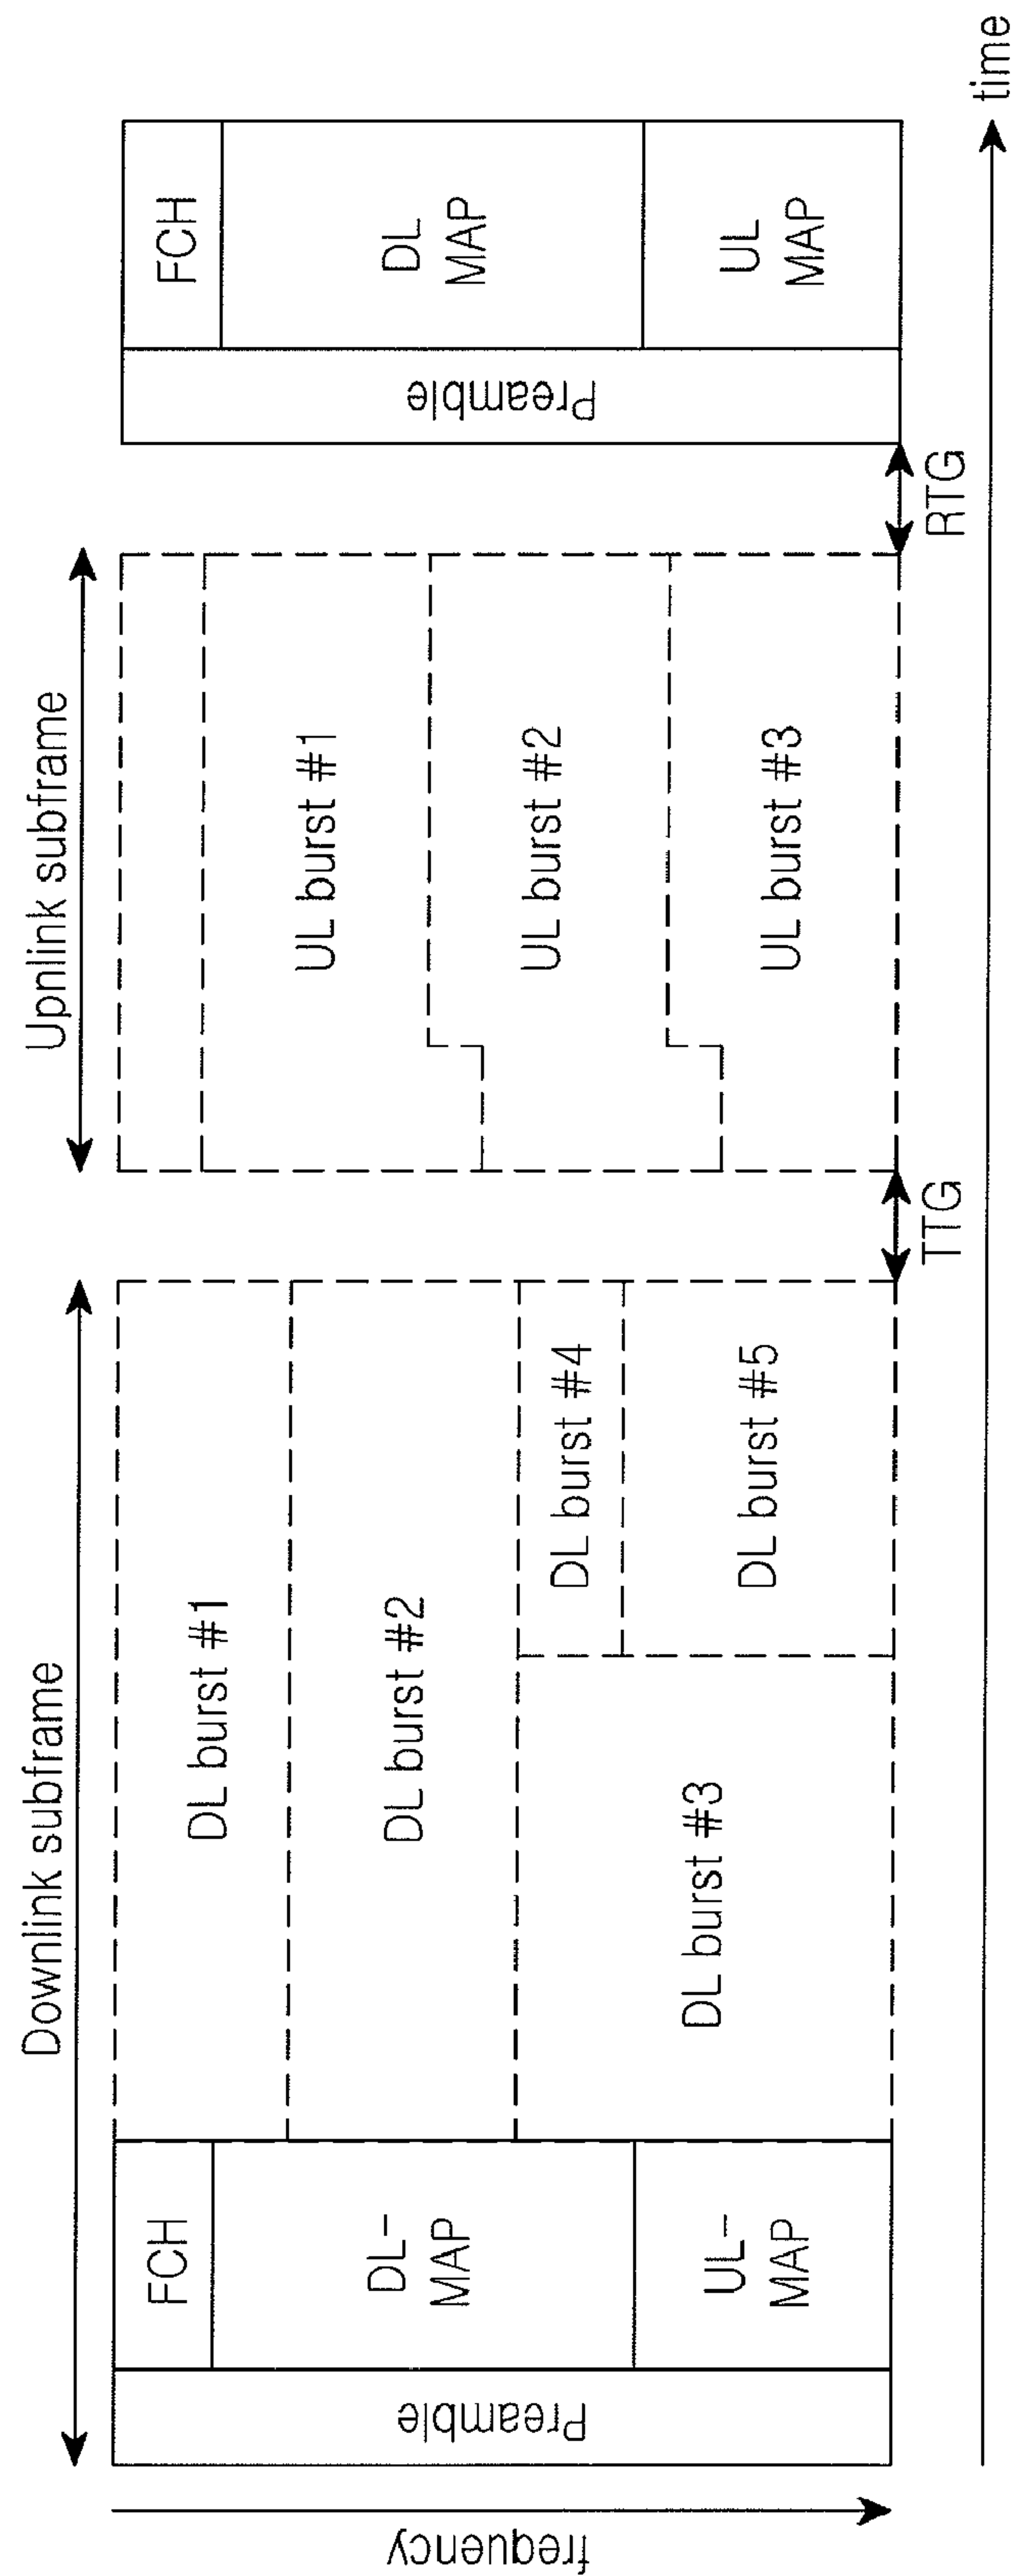 Downlink subframe
Upnlink subframe
frequency
Preamble
FCH
DL-
MAP
UL-
MAP
DL burst #1
DL burst #2
DL burst #3
DL burst #4
DL burst #5
TTG
UL burst #1
UL burst #2
UL burst #3
RTG
Preamble
FCH
DL
MAP
UL
MAP
time